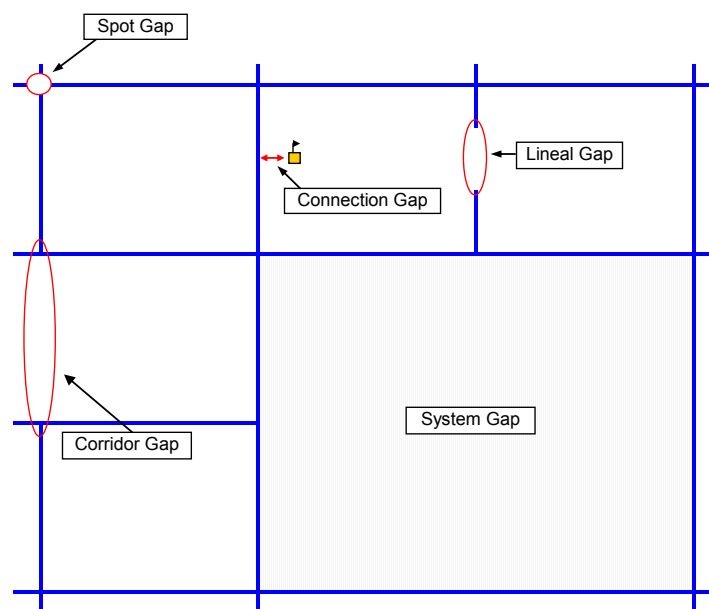 Spot Gap
Lineal Gap
Connection Gap
System Gap
Corridor Gap